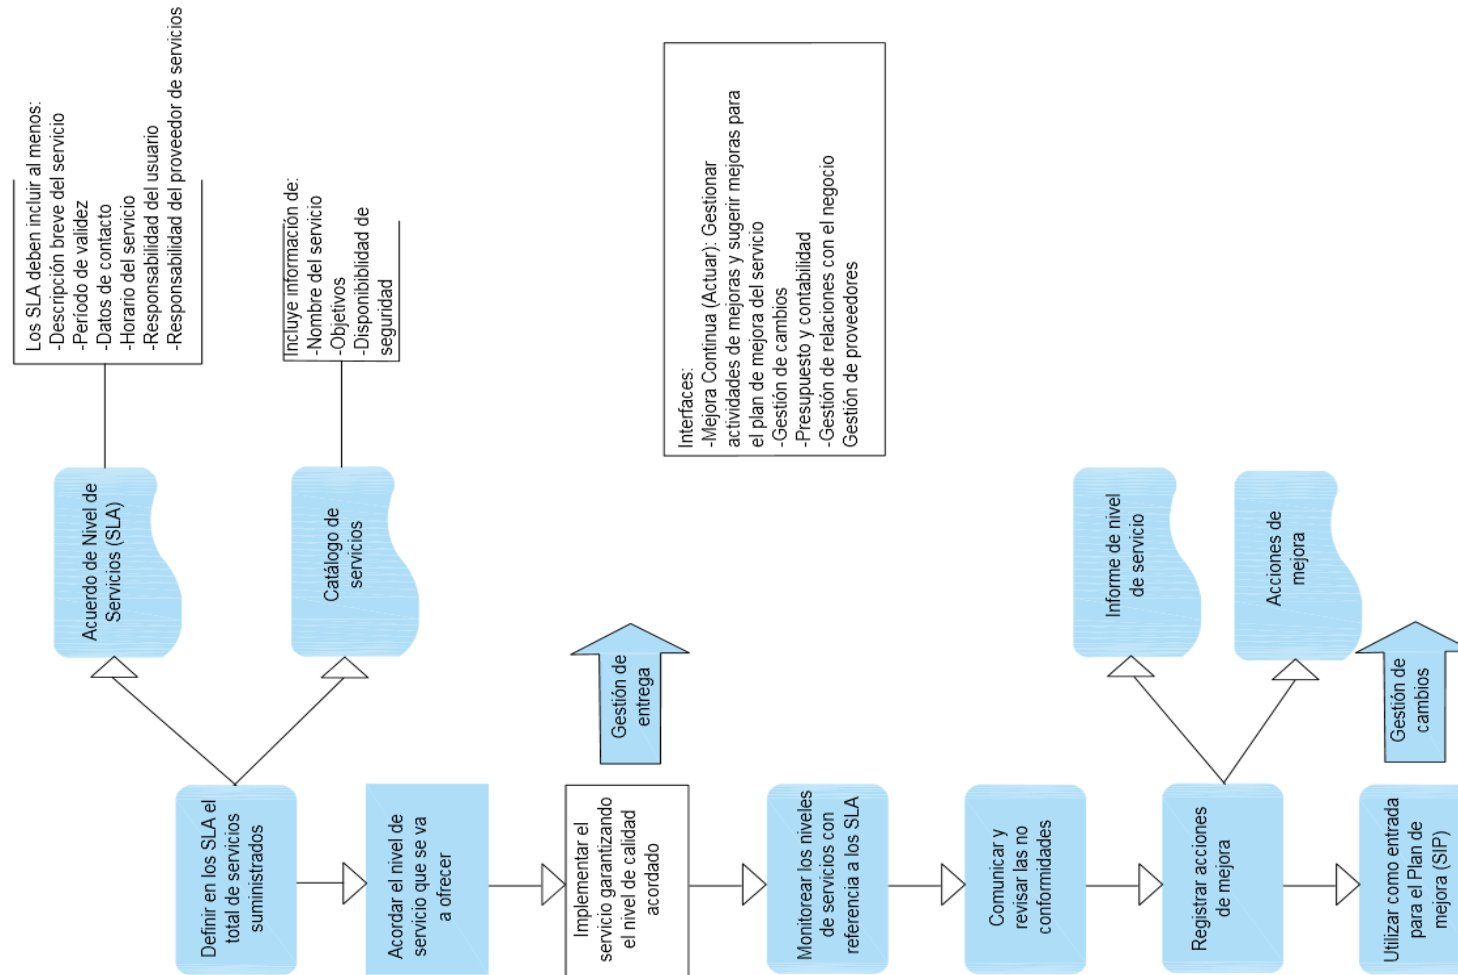 Los SLA deben incluir al menos:
-Descripción breve del servicio
-Período de validez
-Datos de contacto
-Horario del servicio
-Responsabilidad del usuario
-Responsabilidad del proveedor de servicios
Incluye información de:
-Nombre del servicio
-Objetivos
-Disponibiblidad de
seguridad
Interfaces:
-Mejora Continua (Actuar): Gestionar
actividades de mejoras y sugerir mejoras para
el plan de mejora del servicio
-Gestión de cambios
-Presupuesto y contabilidad
-Gestión de relaciones con el negocio
Gestión de proveedores
Acuerdo de Nivel de
Servicios (SLA)
Catálogo de
servicios
Informe de nivel
de servicio
Acciones de
mejora
Gestión de
entrega
Gestión de
cambios
Definir en los SLA el
total de servicios
suministrados
Acordar el nivel de
servicio que se va
a ofrecer
Implementar el
servicio garantizando
el nivel de calidad
acordado
Monitorear los niveles
de servicios con
referencia a los SLA
Comunicar y
revisar las no
conformidades
Registrar acciones
de mejora
Utilizar como entrada
para el Plan de
mejora (SIP)